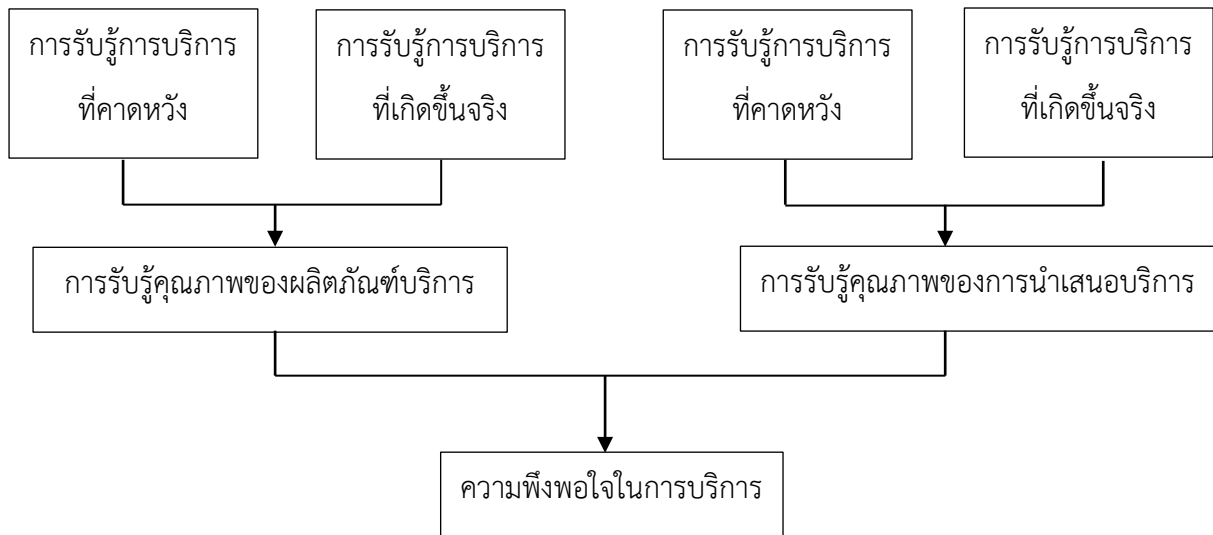 การรับรู้การบริการ
ที่คาดหวัง
การรับรู้การบริการ
ที่เกิดขึ้นจริง
การรับรู้การบริการ
ที่คาดหวัง
การรับรู้การบริการ
ที่เกิดขึ้นจริง
การรับรู้คุณภาพของผลิตภัณฑ์บริการ
การรับรู้คุณภาพของการนำเสนอบริการ
ความพึงพอใจในการบริการ